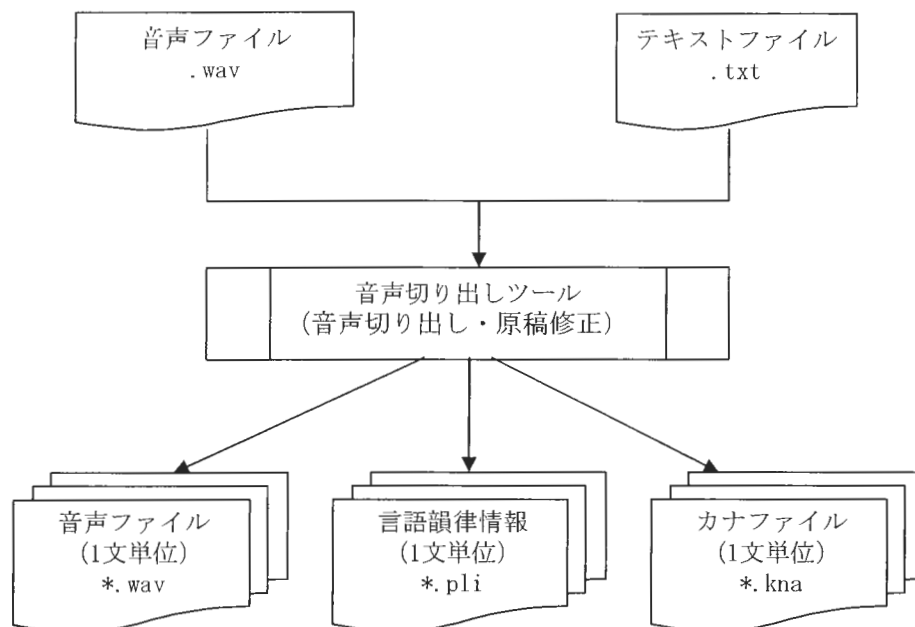 音声ファイル
.wav
テキストファイル
.txt
音声切り出しツール
(音声切り出し・原稿修正)
音声ファイル
(1文単位)
*.wav
言語韻律情報
(1文単位)
*.pli
カナファイル
(1文単位)
*.kna